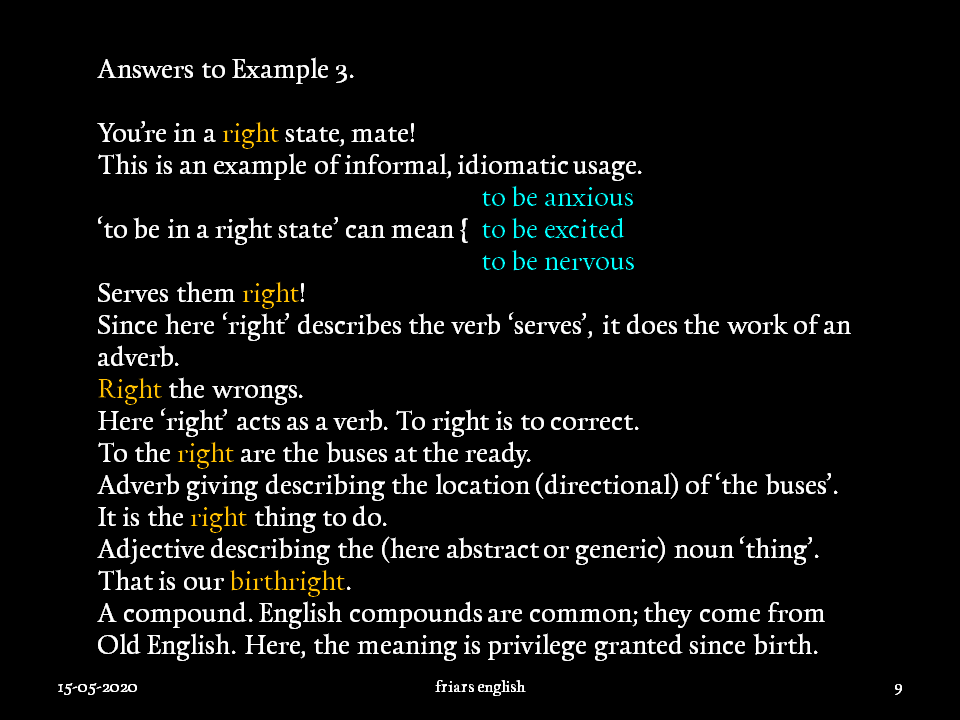 Answers to Example 3.
You’re in a right state, mate!
This is an example of informal, idiomatic usage.
to be anxious
‘to be in a right state’ can mean { to be excited
to be nervous
Serves them right!
Since here ‘right’ describes the verb ‘serves’, it does the work of an
adverb.
Right the wrongs.
Here ‘right’ acts as a verb. To right is to correct.
To the right are the buses at the ready.
Adverb giving describing the location (directional) of ‘the buses’.
It is the right thing to do.
Adjective describing the (here abstract or generic) noun ‘thing’.
That is our birthright.
A compound. English compounds are common; they come from
Old English. Here, the meaning is privilege granted since birth.
15-05-2020 friars english 9